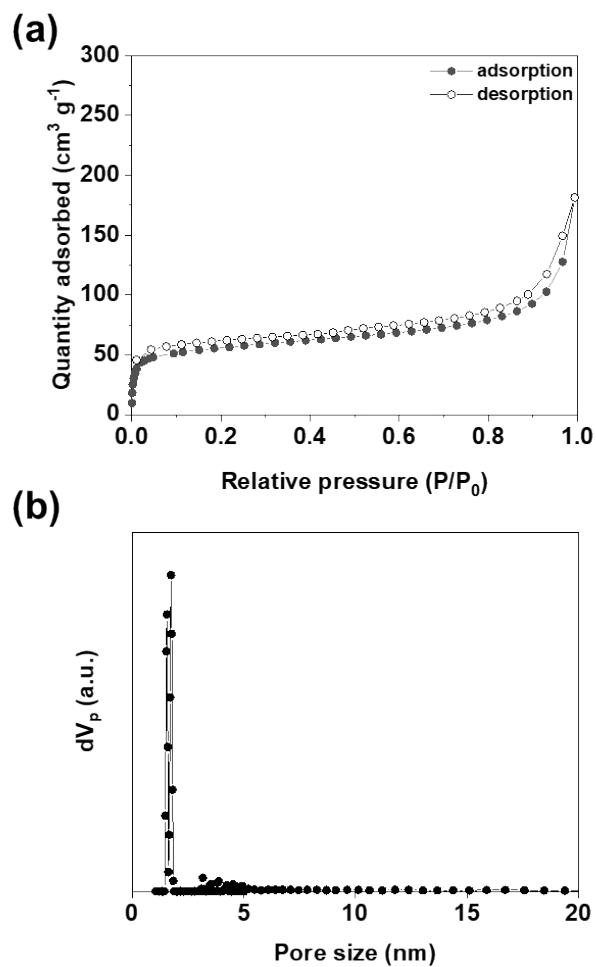 (a)
300
250
200
150
100
50
0
Quantity adsorbed (cm³ g⁻¹)
adsorption
desorption
0.0 0.2 0.4 0.6 0.8 1.0
Relative pressure (P/P₀)
(b)
dVₚ (a.u.)
0 5 10 15 20
Pore size (nm)